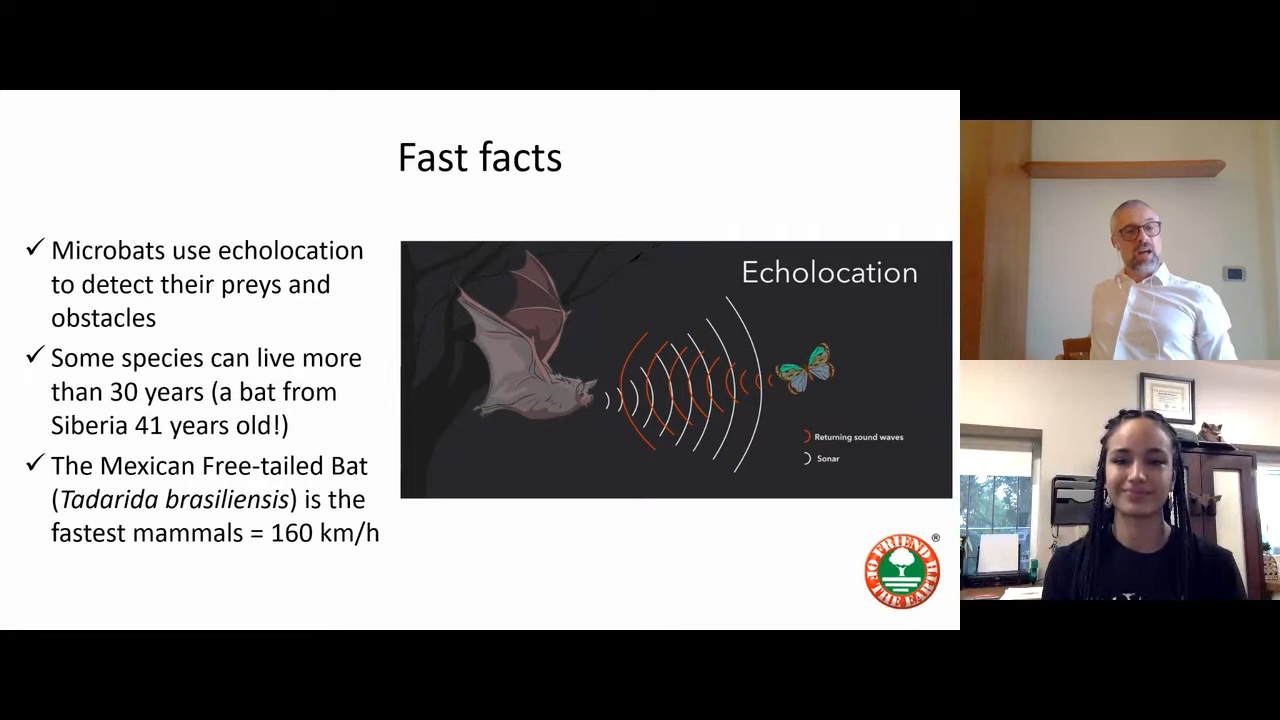 Fast facts
✓ Microbats use echolocation
to detect their preys and
obstacles
✓ Some species can live more
than 30 years (a bat from
Siberia 41 years old!)
✓ The Mexican Free-tailed Bat
(Tadarida brasiliensis) is the
fastest mammals = 160 km/h
Echolocation
Returning sound waves
Sonar
FRIEND OF THE EARTH ®